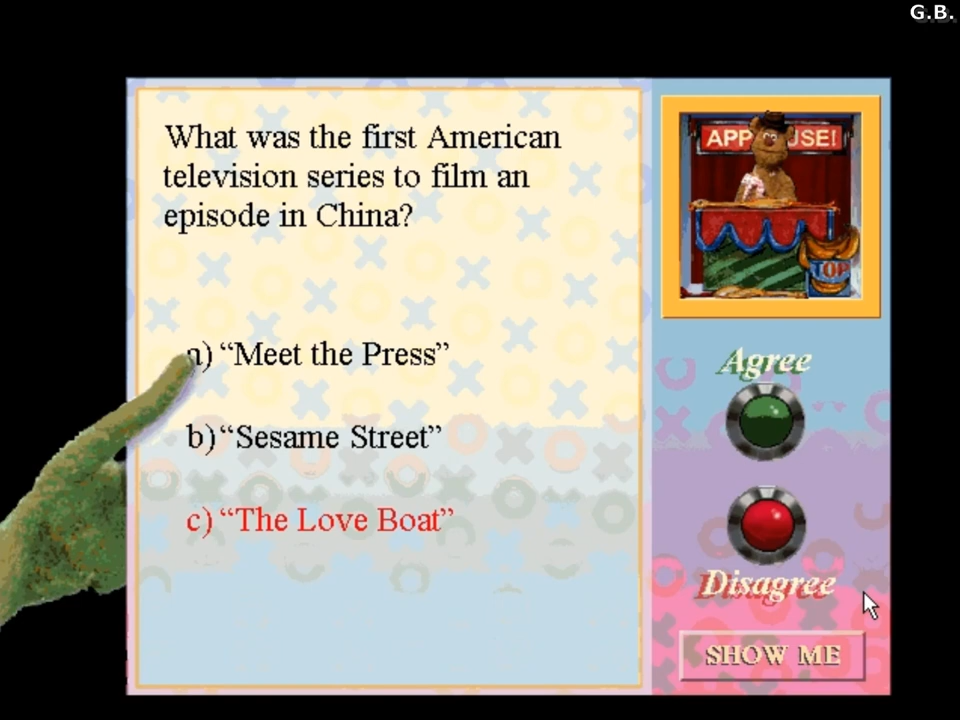 G.B.
What was the first American
television series to film an
episode in China?
a) “Meet the Press”
b) “Sesame Street”
c) “The Love Boat”
APP USE!
TOP
Agree
Disagree
SHOW ME